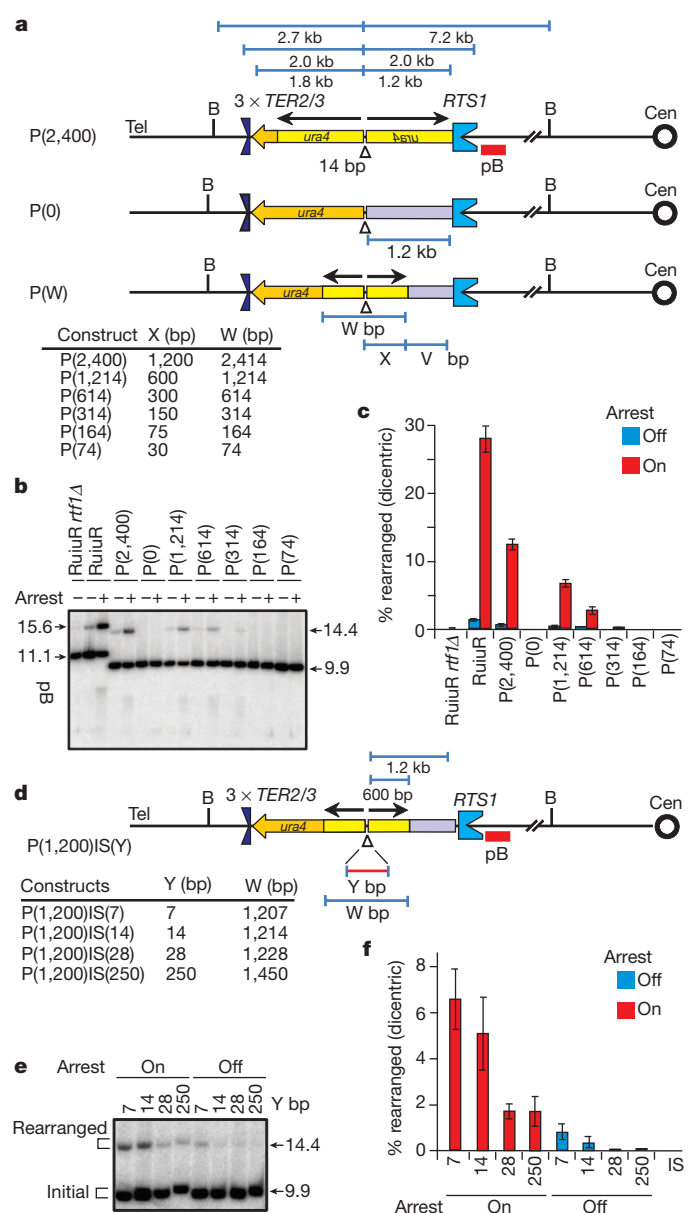 a
2.7 kb 7.2 kb
2.0 kb 2.0 kb
1.8 kb 1.2 kb
3 × TER2/3 RTS1
P(2,400) Tel B ura4 ura4 B Cen
14 bp pB
P(0) B ura4 B Cen
1.2 kb
P(W) B ura4 B Cen
W bp
X V bp
Construct X (bp) W (bp)
P(2,400) 1,200 2,414
P(1,214) 600 1,214
P(614) 300 614
P(314) 150 314
P(164) 75 164
P(74) 30 74
b
RuiuR rtf1Δ RuiuR P(2,400) P(0) P(1,214) P(614) P(314) P(164) P(74)
Arrest – – + – + – + – + – + – + – + – +
15.6 14.4
11.1 9.9
pB
c
Arrest
Off
On
% rearranged (dicentric)
30
20
10
0
RuiuR rtf1Δ RuiuR P(2,400) P(0) P(1,214) P(614) P(314) P(164) P(74)
d
1.2 kb
600 bp
3 × TER2/3 RTS1
Tel B ura4 B Cen
P(1,200)IS(Y) pB
Y bp
W bp
Constructs Y (bp) W (bp)
P(1,200)IS(7) 7 1,207
P(1,200)IS(14) 14 1,214
P(1,200)IS(28) 28 1,228
P(1,200)IS(250) 250 1,450
e
Arrest On Off
7 14 28 250 7 14 28 250 Y bp
Rearranged 14.4
Initial 9.9
f
Arrest
Off
On
% rearranged (dicentric)
8
6
4
2
0
7 14 28 250 7 14 28 250 IS
Arrest On Off